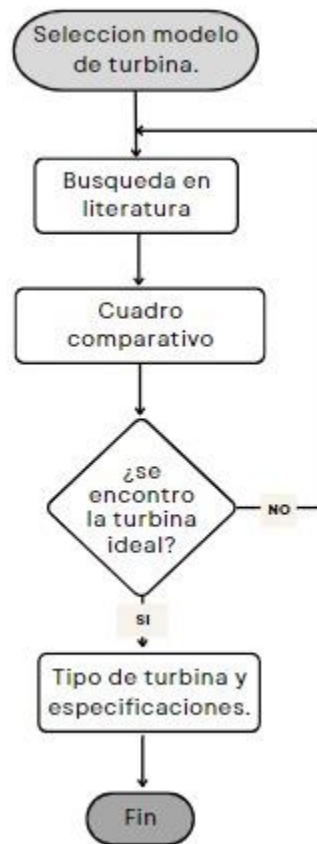 Seleccion modelo
de turbina.
Busqueda en
literatura
Cuadro
comparativo
¿se
encontro
la turbina
ideal?
NO
SI
Tipo de turbina y
especificaciones.
Fin